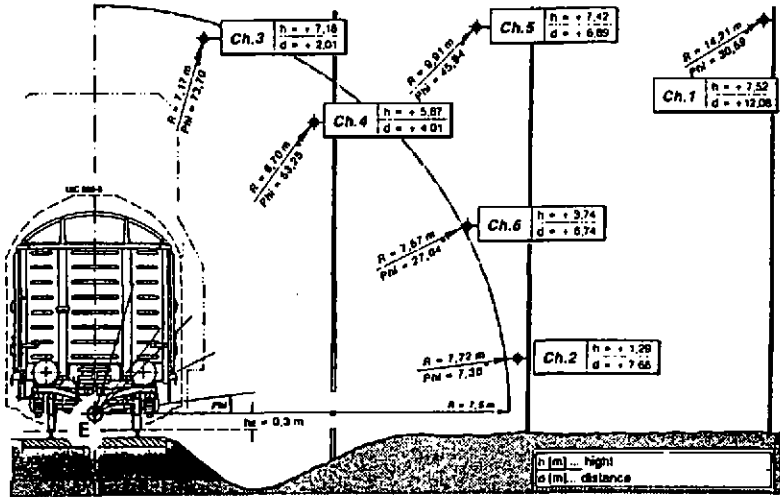 Ch.3
h = + 7,18
d = + 2,01
R = 7,17 m
Phi = 73,70
Ch.5
h = + 7,42
d = + 6,89
R = 9,91 m
Phi = 45,84
R = 14,21 m
Phi = 30,59
Ch.1
h = + 7,52
d = + 12,08
Ch.4
h = + 5,87
d = + 4,01
R = 6,70 m
Phi = 53,25
Ch.6
h = + 3,74
d = + 6,74
R = 7,57 m
Phi = 27,04
Ch.2
h = + 1,29
d = + 7,66
R = 7,72 m
Phi = 7,38
Phi
R = 7,5 m
E
hE = 0,3 m
h [m]... hight
d [m]... distance